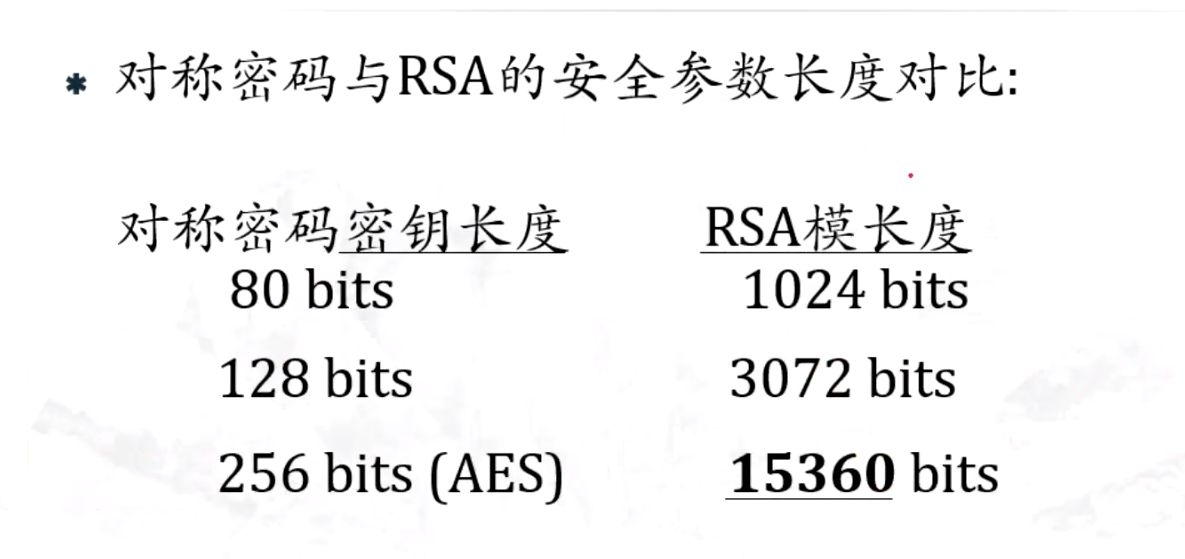 * 对称密码与RSA的安全参数长度对比:
对称密码密钥长度 RSA模长度
80 bits 1024 bits
128 bits 3072 bits
256 bits (AES) 15360 bits